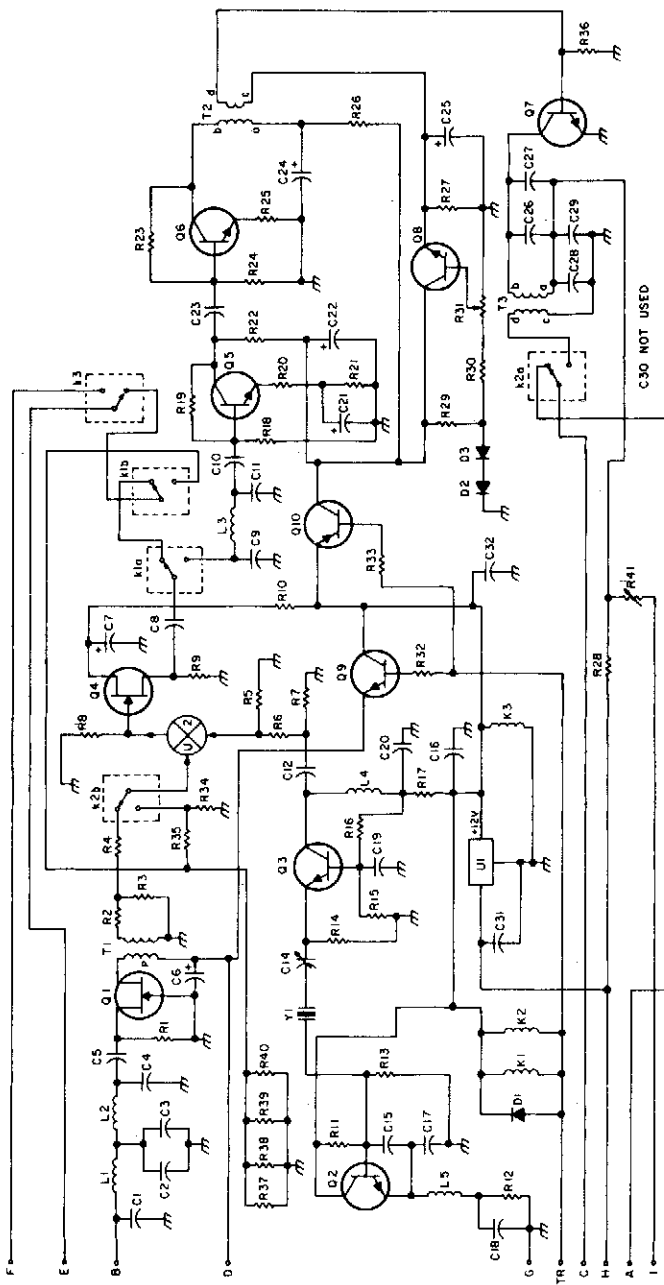 F
E
B
D
G
TR
C
H
A
I
C1
L1
C2
C3
L2
C4
C5
R1
Q1
C6
T1
P
R2
R3
R4
k2b
R35
R34
R8
U
2
Q4
C7
R9
C8
R10
k1a
k1b
k3
R5
R6
R7
L3
C9
C11
C10
R18
R19
Q5
R20
C21
R21
R22
C22
+
C23
R23
Q6
R24
R25
C24
+
T2
a
b
c
d
R26
R37
R38
R39
R40
Y1
C14
R14
R15
C19
R16
Q3
L4
C12
C20
R17
C16
Q9
R32
R33
Q10
C32
Q2
R11
C15
C17
R13
L5
C18
R12
D1
K1
K2
C31
U1
+12V
K3
D2
D3
R29
R30
R31
Q8
R27
C25
+
R28
R41
k2a
T3
d
c
b
a
C26
C27
C28
C29
Q7
R36
C30 NOT USED